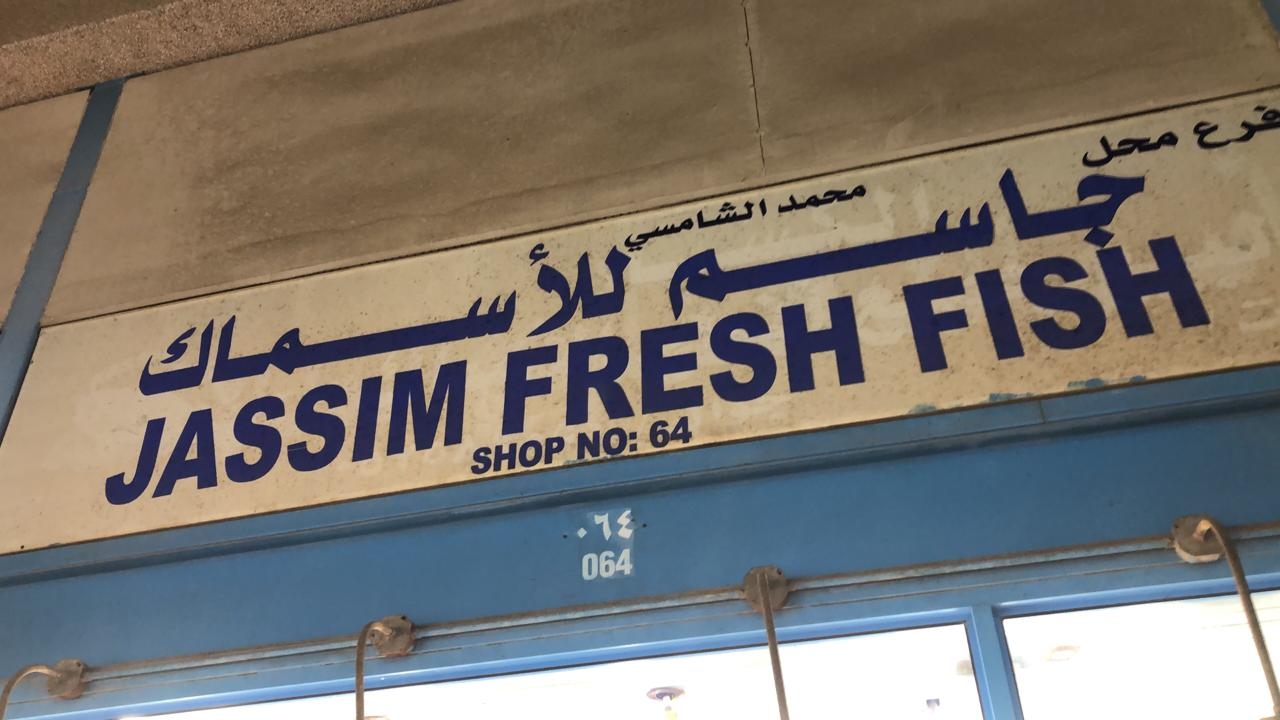 فرع محل
جاسم للأسماك
محمد الشامسي
JASSIM FRESH FISH
SHOP NO: 64
٠٦٤
064